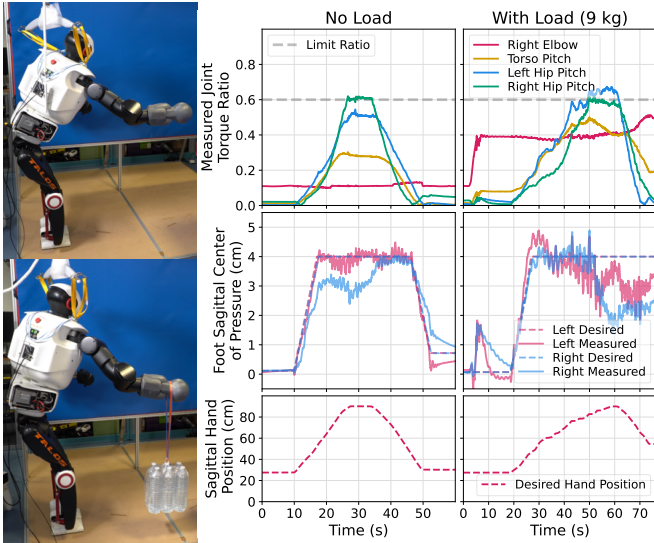 No Load
With Load (9 kg)
Measured Joint
Torque Ratio
0.8
0.6
0.4
0.2
0.0
Limit Ratio
Right Elbow
Torso Pitch
Left Hip Pitch
Right Hip Pitch
Foot Sagittal Center
of Pressure (cm)
5
4
3
2
1
0
Left Desired
Left Measured
Right Desired
Right Measured
Sagittal Hand
Position (cm)
80
60
40
20
0
Desired Hand Position
0 10 20 30 40 50
0 10 20 30 40 50 60 70
Time (s)
Time (s)
TALOS
TALOS